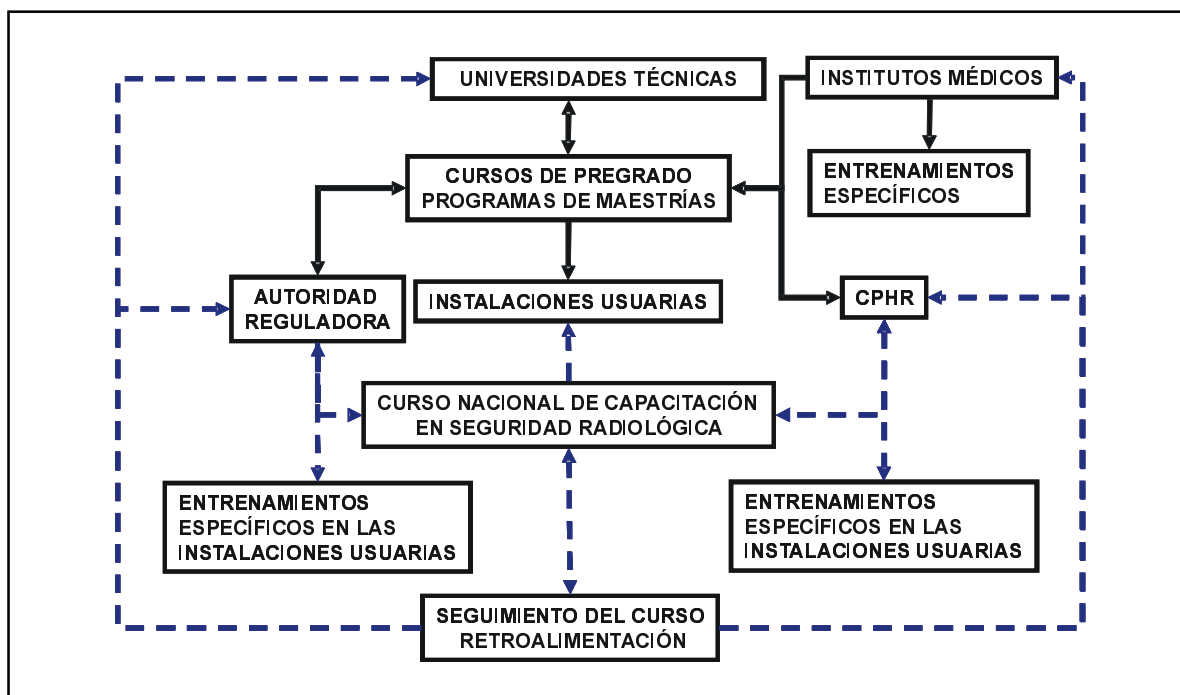 UNIVERSIDADES TÉCNICAS
INSTITUTOS MÉDICOS
CURSOS DE PREGRADO
PROGRAMAS DE MAESTRÍAS
ENTRENAMIENTOS
ESPECÍFICOS
AUTORIDAD
REGULADORA
INSTALACIONES USUARIAS
CPHR
CURSO NACIONAL DE CAPACITACIÓN
EN SEGURIDAD RADIOLÓGICA
ENTRENAMIENTOS
ESPECÍFICOS EN LAS
INSTALACIONES USUARIAS
ENTRENAMIENTOS
ESPECÍFICOS EN LAS
INSTALACIONES USUARIAS
SEGUIMIENTO DEL CURSO
RETROALIMENTACIÓN